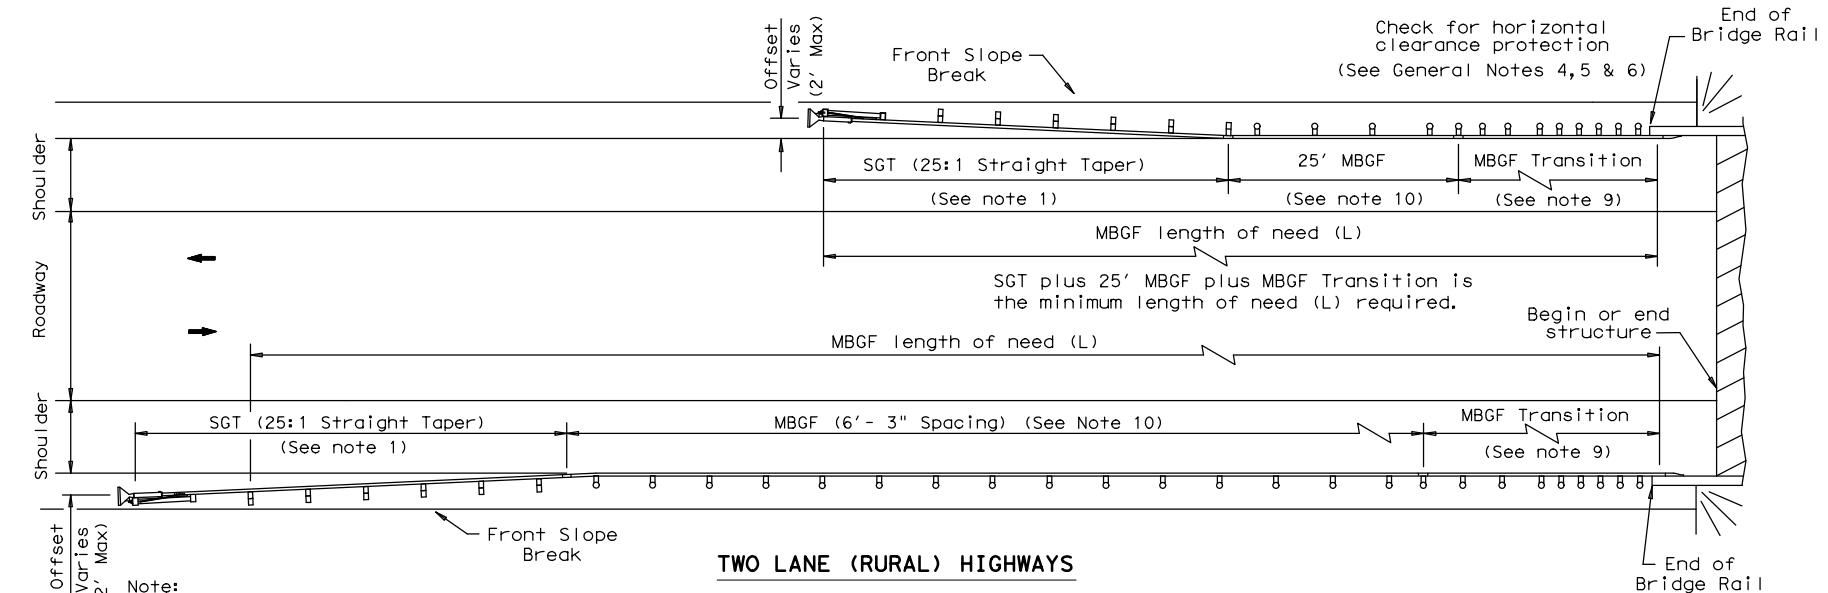 Offset
Varies
(2' Max)
Front Slope
Break
Check for horizontal
clearance protection
(See General Notes 4,5 & 6)
End of
Bridge Rail
Shoulder
SGT (25:1 Straight Taper)
(See note 1)
25' MBGF
(See note 10)
MBGF Transition
(See note 9)
MBGF length of need (L)
SGT plus 25' MBGF plus MBGF Transition is
the minimum length of need (L) required.
Roadway
Begin or end
structure
MBGF length of need (L)
Shoulder
SGT (25:1 Straight Taper)
(See note 1)
MBGF (6'- 3" Spacing) (See Note 10)
MBGF Transition
(See note 9)
Offset
Varies
2' Max)
Front Slope
Break
TWO LANE (RURAL) HIGHWAYS
End of
Bridge Rail
Note: